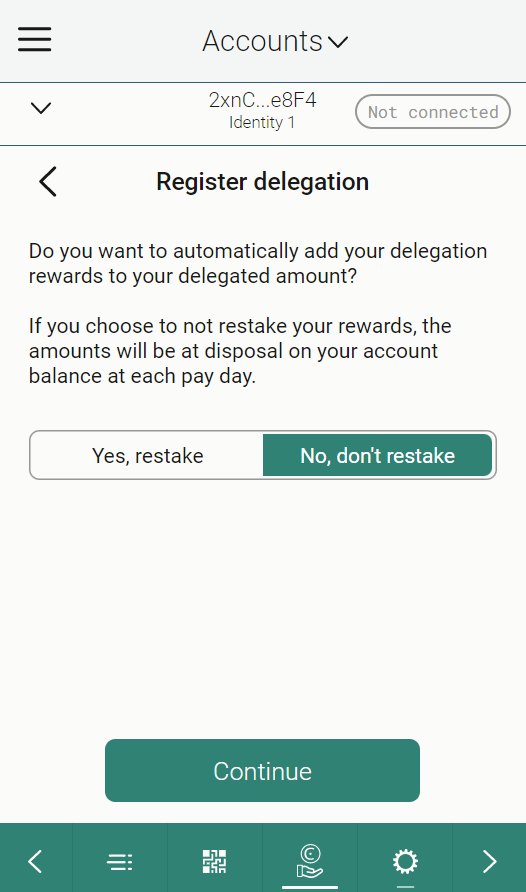 Accounts
2xnC...e8F4
Identity 1
Not connected
Register delegation
Do you want to automatically add your delegation
rewards to your delegated amount?
If you choose to not restake your rewards, the
amounts will be at disposal on your account
balance at each pay day.
Yes, restake
No, don't restake
Continue